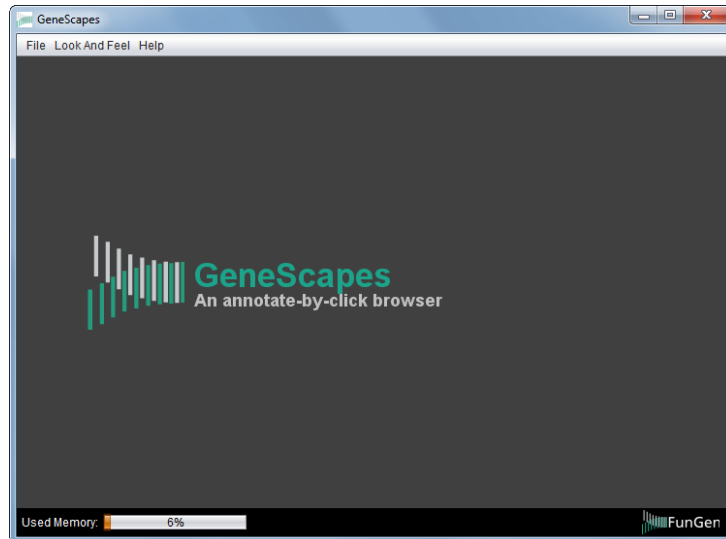 GeneScapes
File Look And Feel Help
GeneScapes
An annotate-by-click browser
Used Memory: 6% FunGen